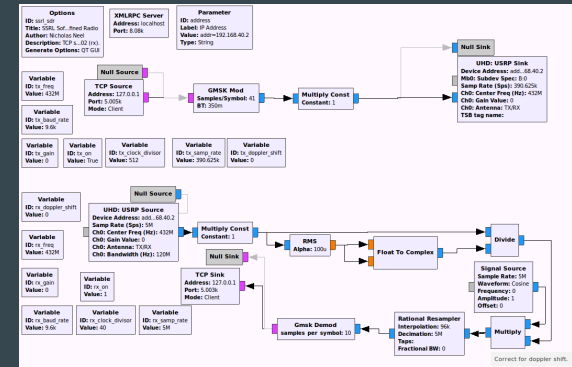 Options
ID: ssrl_sdr
Title: SSRL Sof...fined Radio
Author: Nicholas Neel
Description: TCP s...02 (rx).
Generate Options: QT GUI
XMLRPC Server
Address: localhost
Port: 8.08k
Parameter
ID: address
Label: IP Address
Value: addr=192.168.40.2
Type: String
Variable
ID: tx_freq
Value: 432M
Variable
ID: tx_baud_rate
Value: 9.6k
Variable
ID: tx_gain
Value: 0
Variable
ID: tx_on
Value: True
Variable
ID: tx_clock_divisor
Value: 512
Variable
ID: tx_samp_rate
Value: 390.625k
Variable
ID: tx_doppler_shift
Value: 0
Null Source
TCP Source
Address: 127.0.0.1
Port: 5.005k
Mode: Client
GMSK Mod
Samples/Symbol: 41
BT: 350m
Multiply Const
Constant: 1
Null Sink
UHD: USRP Sink
Device Address: add...68.40.2
Mb0: Subdev Spec: B:0
Samp Rate (Sps): 390.625k
Ch0: Center Freq (Hz): 432M
Ch0: Gain Value: 0
Ch0: Antenna: TX/RX
TSB tag name:
Variable
ID: rx_doppler_shift
Value: 0
Variable
ID: rx_freq
Value: 432M
Variable
ID: rx_gain
Value: 0
Variable
ID: rx_on
Value: 1
Variable
ID: rx_baud_rate
Value: 9.6k
Variable
ID: rx_clock_divisor
Value: 40
Variable
ID: rx_samp_rate
Value: 5M
Null Source
UHD: USRP Source
Device Address: add...68.40.2
Samp Rate (Sps): 5M
Ch0: Center Freq (Hz): 432M
Ch0: Gain Value: 0
Ch0: Antenna: TX/RX
Ch0: Bandwidth (Hz): 120M
Multiply Const
Constant: 1
Null Sink
TCP Sink
Address: 127.0.0.1
Port: 5.003k
Mode: Client
RMS
Alpha: 100u
Float To Complex
Divide
Signal Source
Sample Rate: 5M
Waveform: Cosine
Frequency: 0
Amplitude: 1
Offset: 0
Multiply
Rational Resampler
Interpolation: 96k
Decimation: 5M
Taps:
Fractional BW: 0
Gmsk Demod
samples per symbol: 10
Correct for doppler shift.